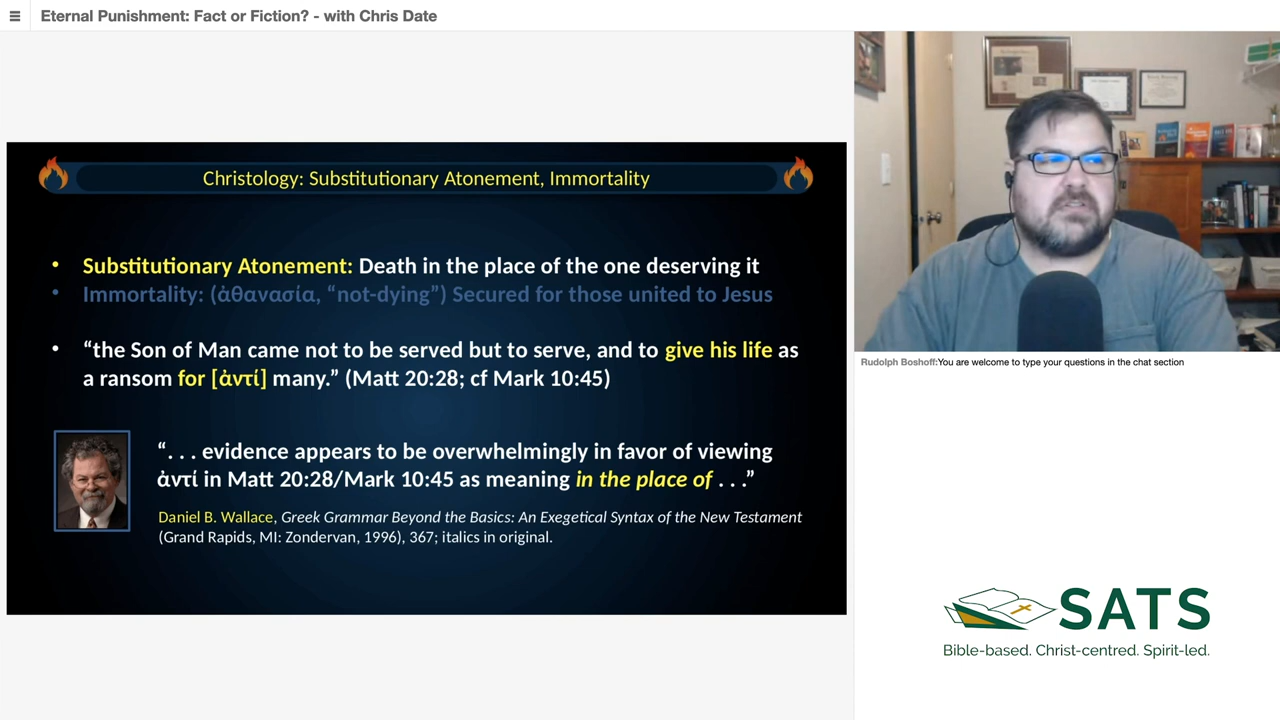 Eternal Punishment: Fact or Fiction? - with Chris Date
Christology: Substitutionary Atonement, Immortality
• Substitutionary Atonement: Death in the place of the one deserving it
• Immortality: (ἀθανασία, “not-dying”) Secured for those united to Jesus
• “the Son of Man came not to be served but to serve, and to give his life as
a ransom for [ἀντί] many.” (Matt 20:28; cf Mark 10:45)
“. . . evidence appears to be overwhelmingly in favor of viewing
ἀντί in Matt 20:28/Mark 10:45 as meaning in the place of . . .”
Daniel B. Wallace, Greek Grammar Beyond the Basics: An Exegetical Syntax of the New Testament
(Grand Rapids, MI: Zondervan, 1996), 367; italics in original.
Rudolph Boshoff:You are welcome to type your questions in the chat section
SATS
Bible-based. Christ-centred. Spirit-led.